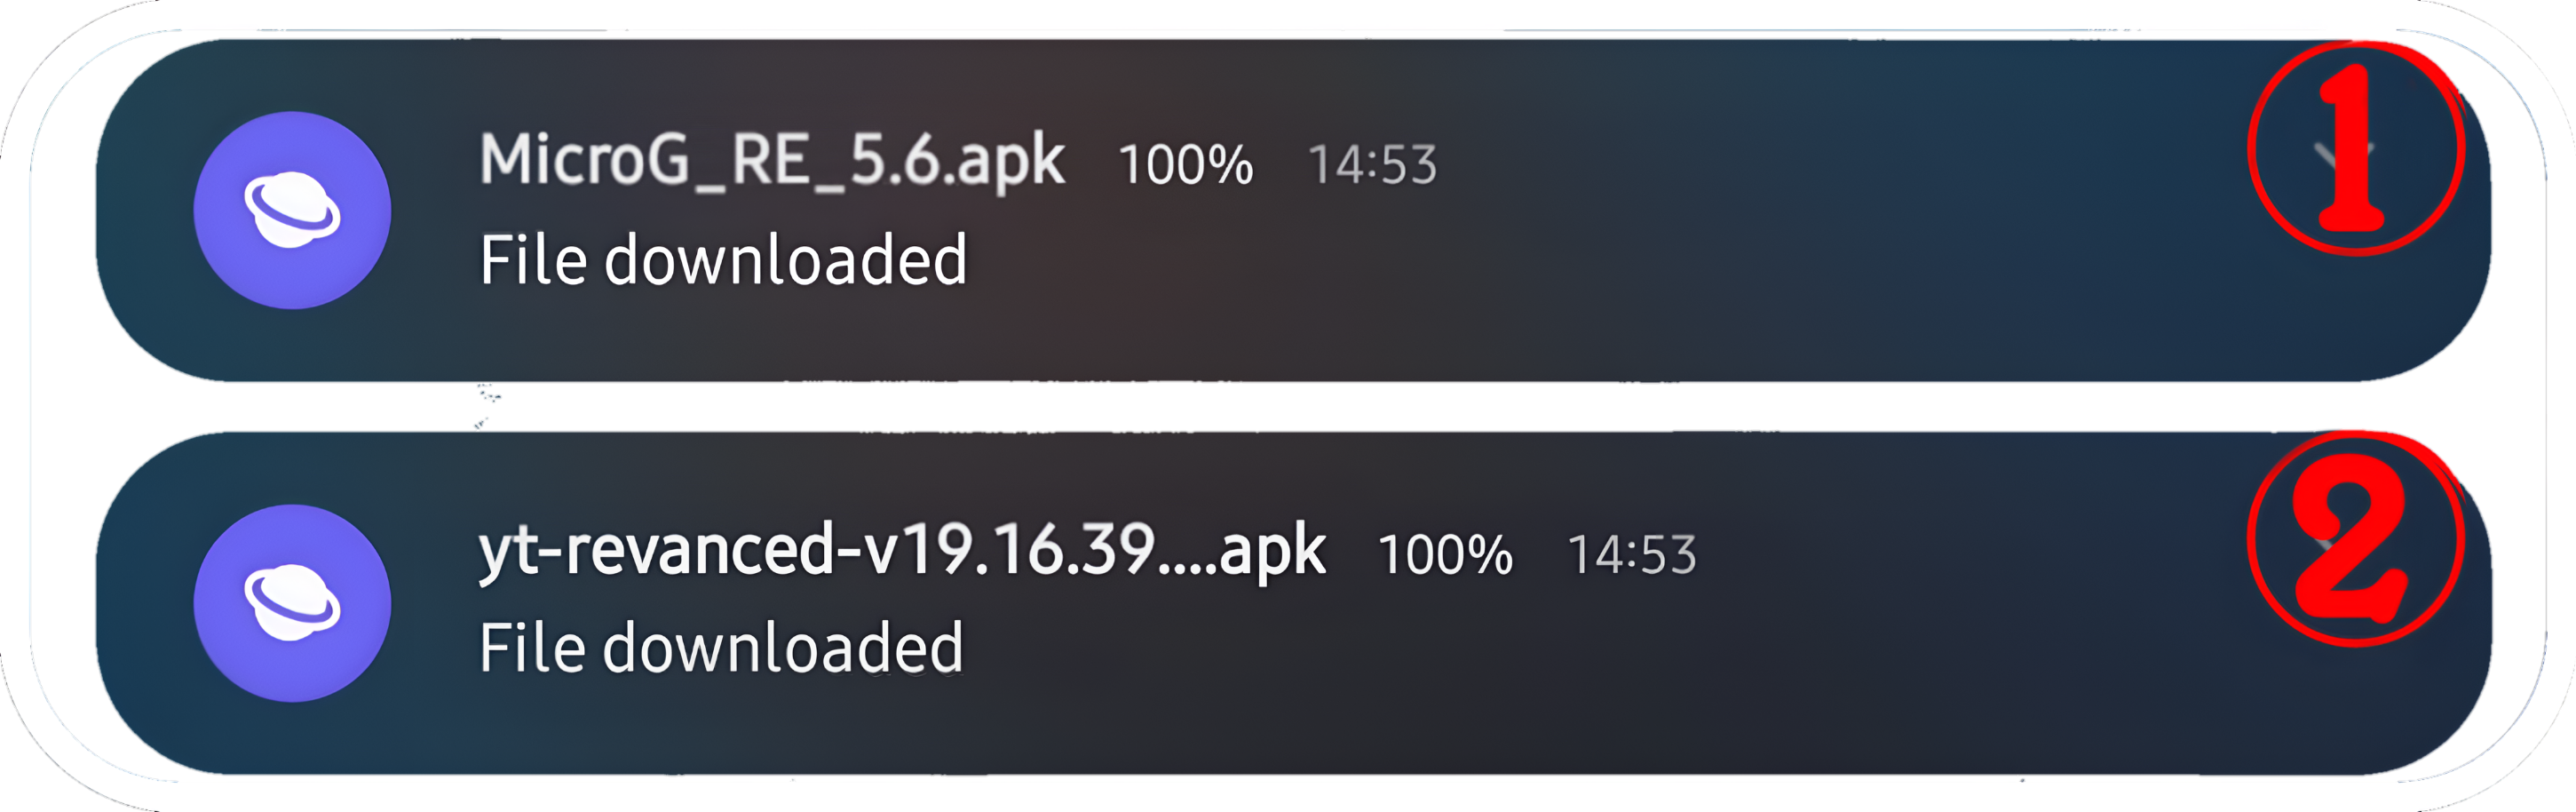 MicroG_RE_5.6.apk 100% 14:53 1
File downloaded
yt-revanced-v19.16.39....apk 100% 14:53 2
File downloaded